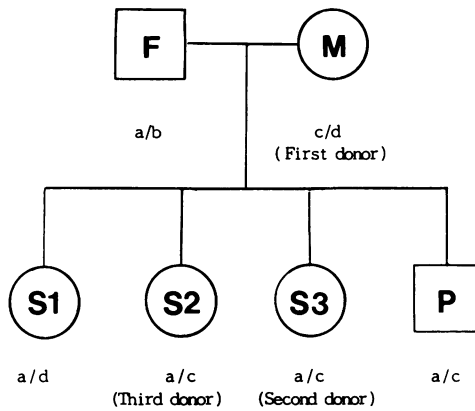 F M
a/b c/d
(First donor)
S1 S2 S3 P
a/d a/c a/c a/c
(Third donor) (Second donor)